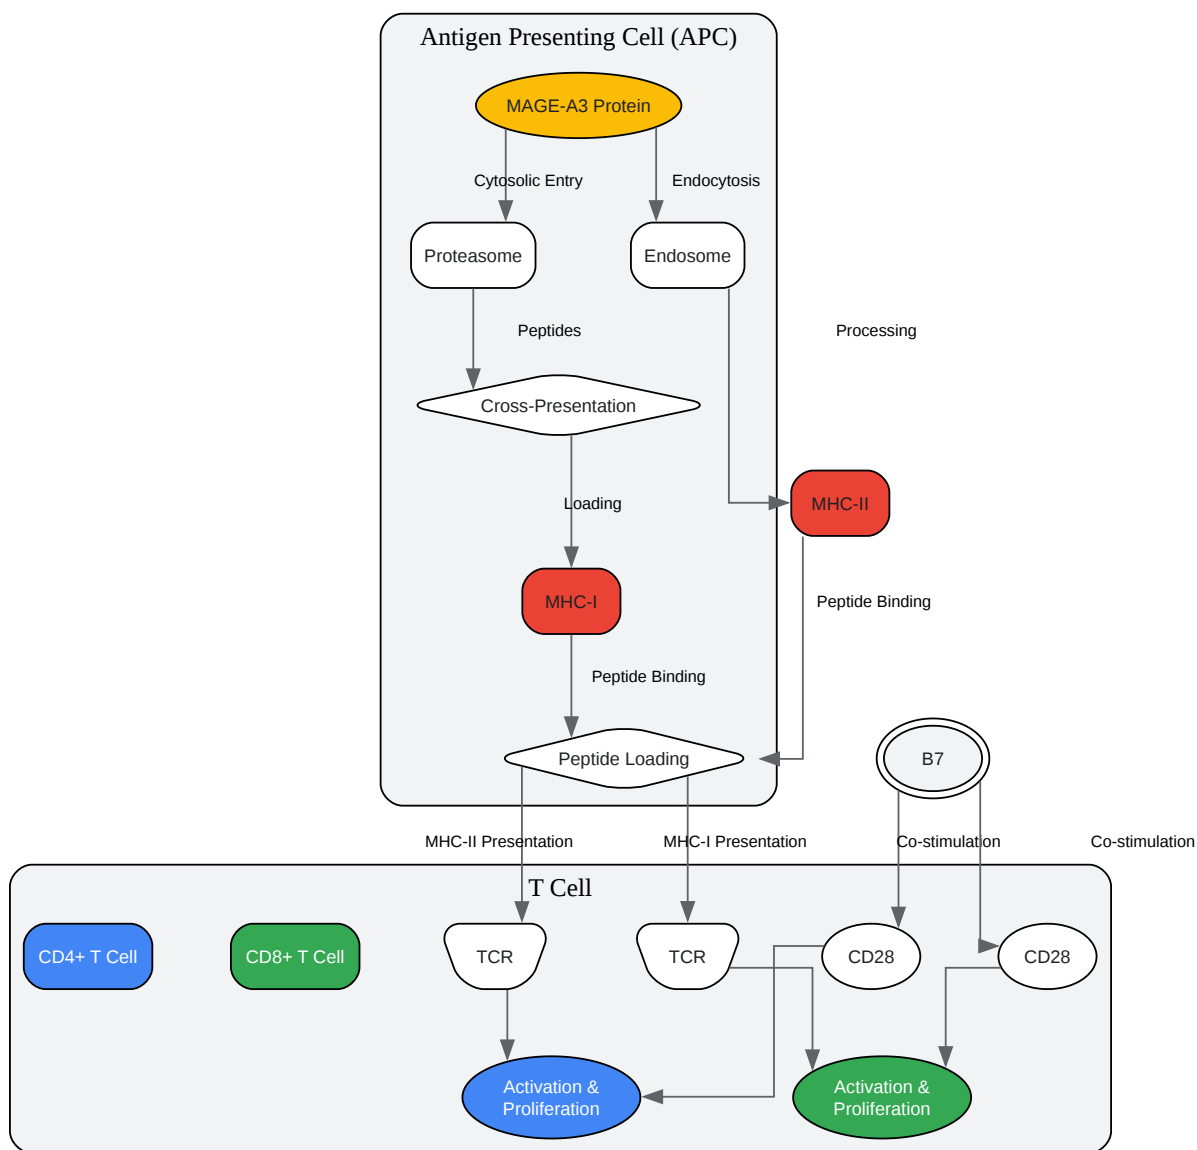 Antigen Presenting Cell (APC)
MAGE-A3 Protein
Cytosolic Entry
Endocytosis
Proteasome
Endosome
Peptides
Processing
Cross-Presentation
Loading
MHC-II
MHC-I
Peptide Binding
Peptide Binding
Peptide Loading
B7
MHC-II Presentation
MHC-I Presentation
Co-stimulation
Co-stimulation
T Cell
CD4+ T Cell
CD8+ T Cell
TCR
TCR
CD28
CD28
Activation &
Proliferation
Activation &
Proliferation